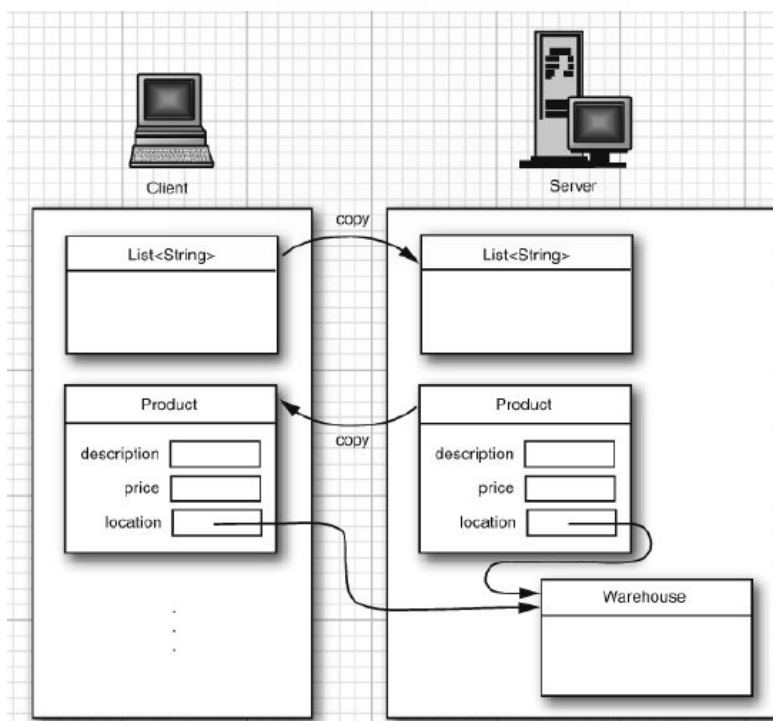 Client
Server
copy
List<String>
List<String>
Product
Product
copy
description
price
location
description
price
location
Warehouse